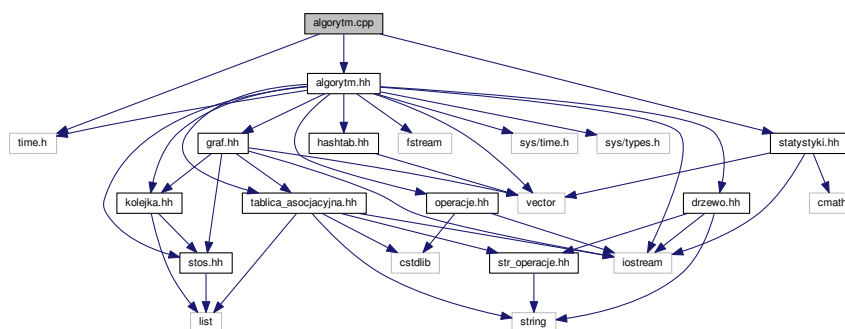 algorytm.cpp
algorytm.hh
time.h
graf.hh
hashtab.hh
fstream
sys/time.h
sys/types.h
statystyki.hh
kolejka.hh
tablica_asocjacyjna.hh
operacje.hh
vector
drzewo.hh
cmath
stos.hh
cstdlib
str_operacje.hh
iostream
list
string